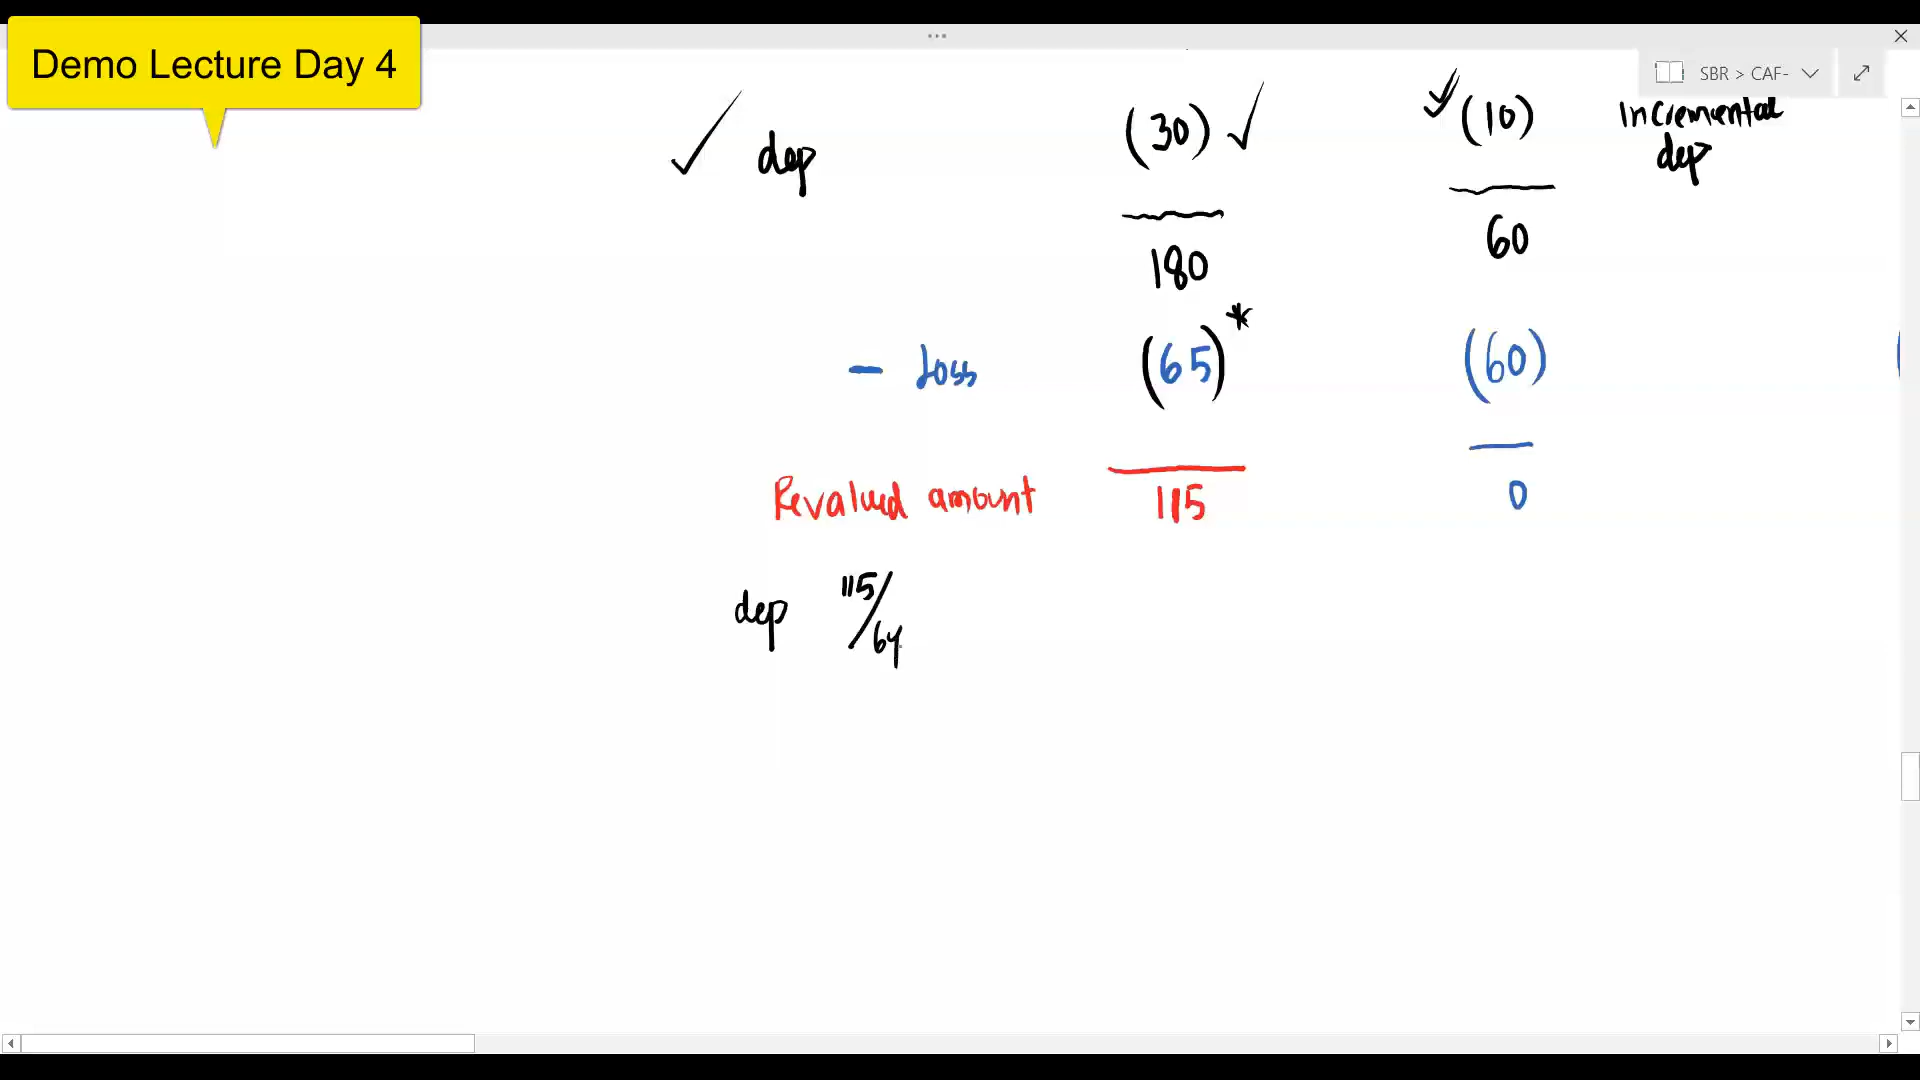 Demo Lecture Day 4
SBR > CAF-
dep (30) (10) incremental dep
180 60
- Loss (65)* (60)
Revalued amount 115 0
dep 115/6y